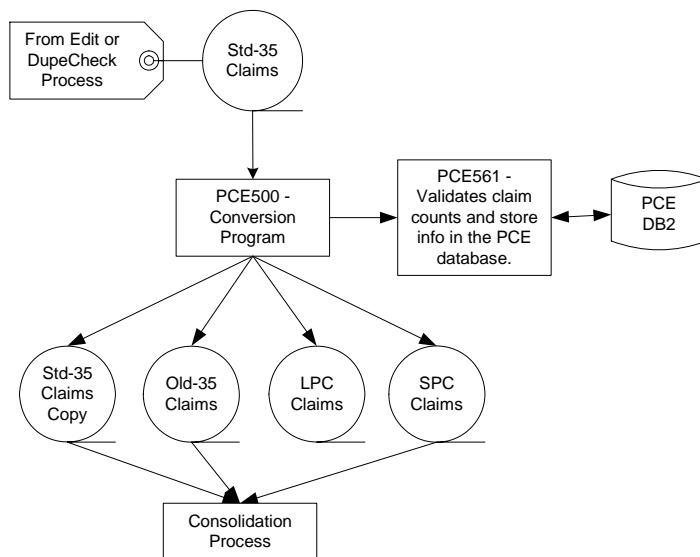 From Edit or
DupeCheck
Process
Std-35
Claims
PCE500 -
Conversion
Program
PCE561 -
Validates claim
counts and store
info in the PCE
database.
PCE
DB2
Std-35
Claims
Copy
Old-35
Claims
LPC
Claims
SPC
Claims
Consolidation
Process